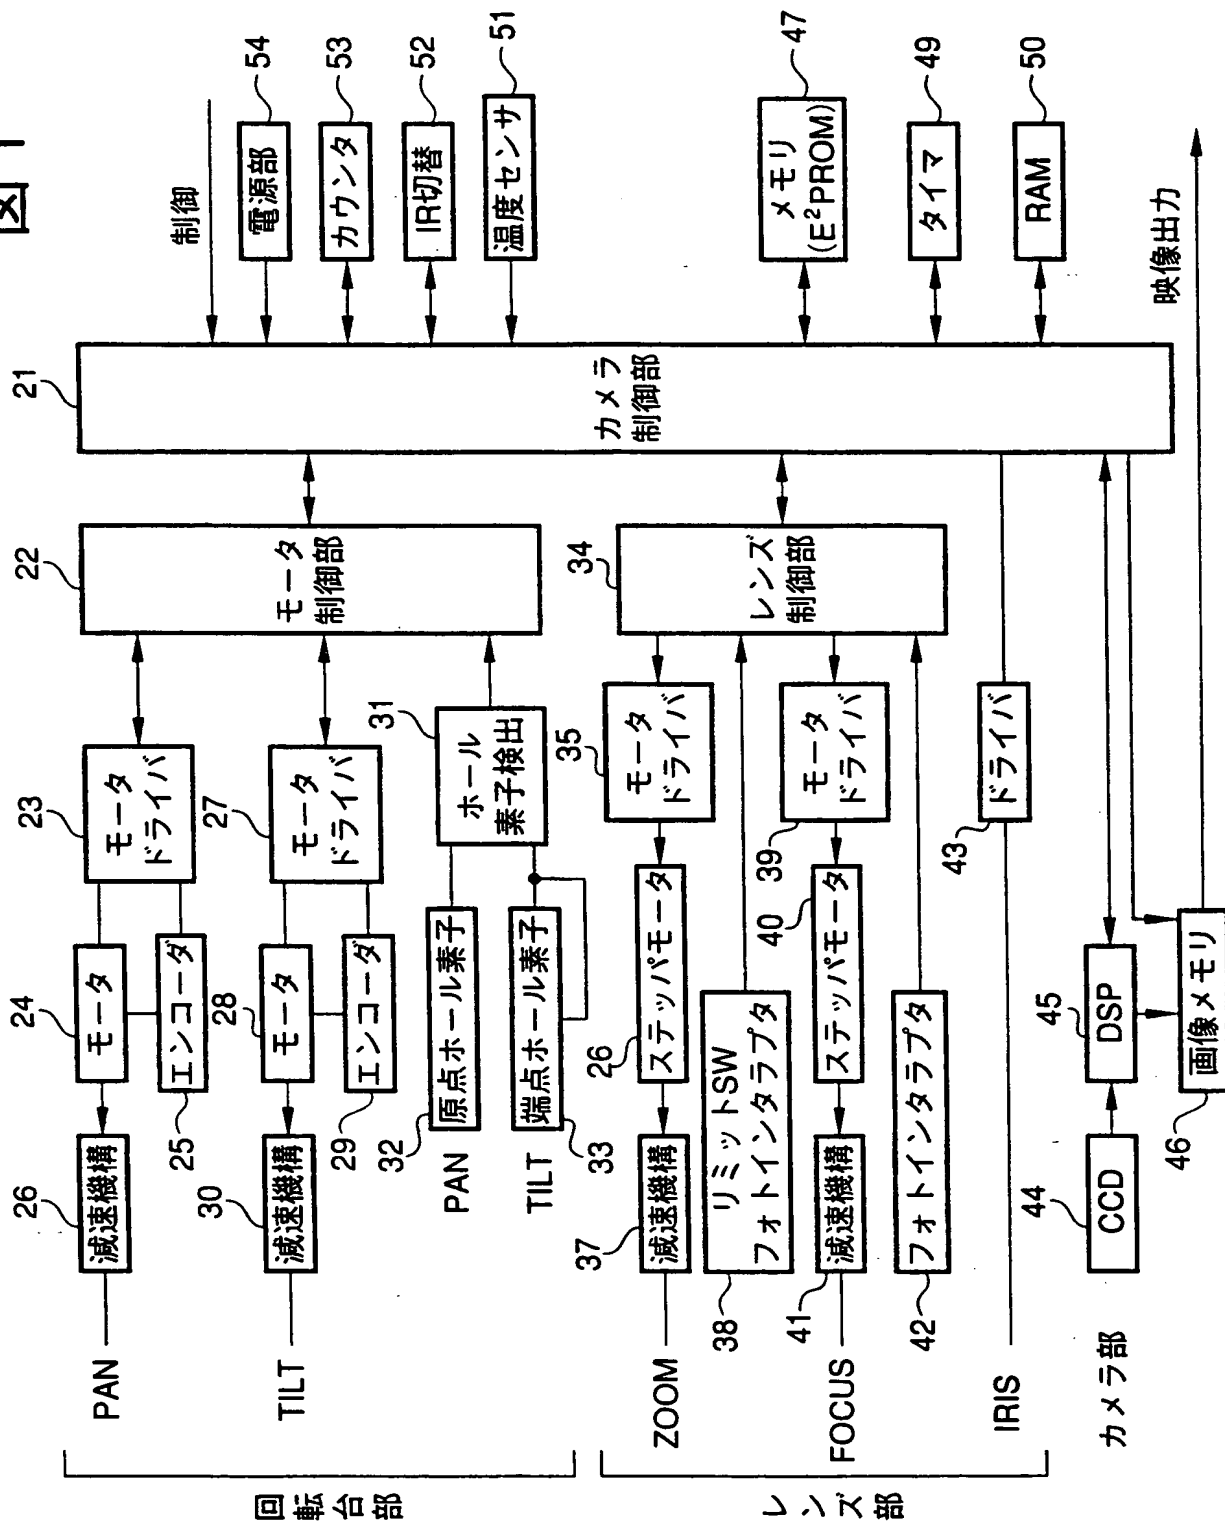 図1
回転台部
PAN
減速機構
26
モータ
24
エンコーダ
25
モータ
ドライバ
23
TILT
減速機構
30
モータ
28
エンコーダ
29
モータ
ドライバ
27
PAN
原点ホール素子
32
TILT
端点ホール素子
33
ホール
素子検出
31
モータ
制御部
22
レンズ部
ZOOM
減速機構
37
ステッパモータ
26
モータ
ドライバ
35
リミットSW
フォトインタラプタ
38
FOCUS
減速機構
41
ステッパモータ
40
モータ
ドライバ
39
フォトインタラプタ
42
レンズ
制御部
34
IRIS
ドライバ
43
カメラ部
CCD
44
DSP
45
画像メモリ
46
映像出力
カメラ
制御部
21
制御
電源部
54
カウンタ
53
IR切替
52
温度センサ
51
メモリ
(E²PROM)
47
タイマ
49
RAM
50